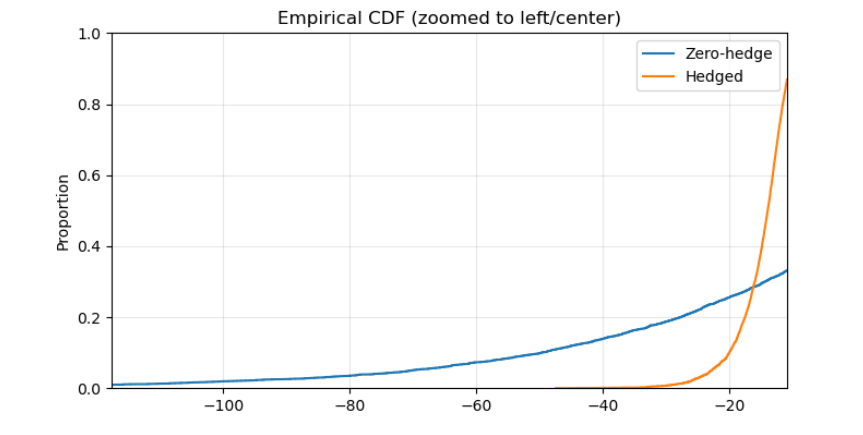 Empirical CDF (zoomed to left/center)
Zero-hedge
Hedged
Proportion
1.0
0.8
0.6
0.4
0.2
0.0
−100
−80
−60
−40
−20